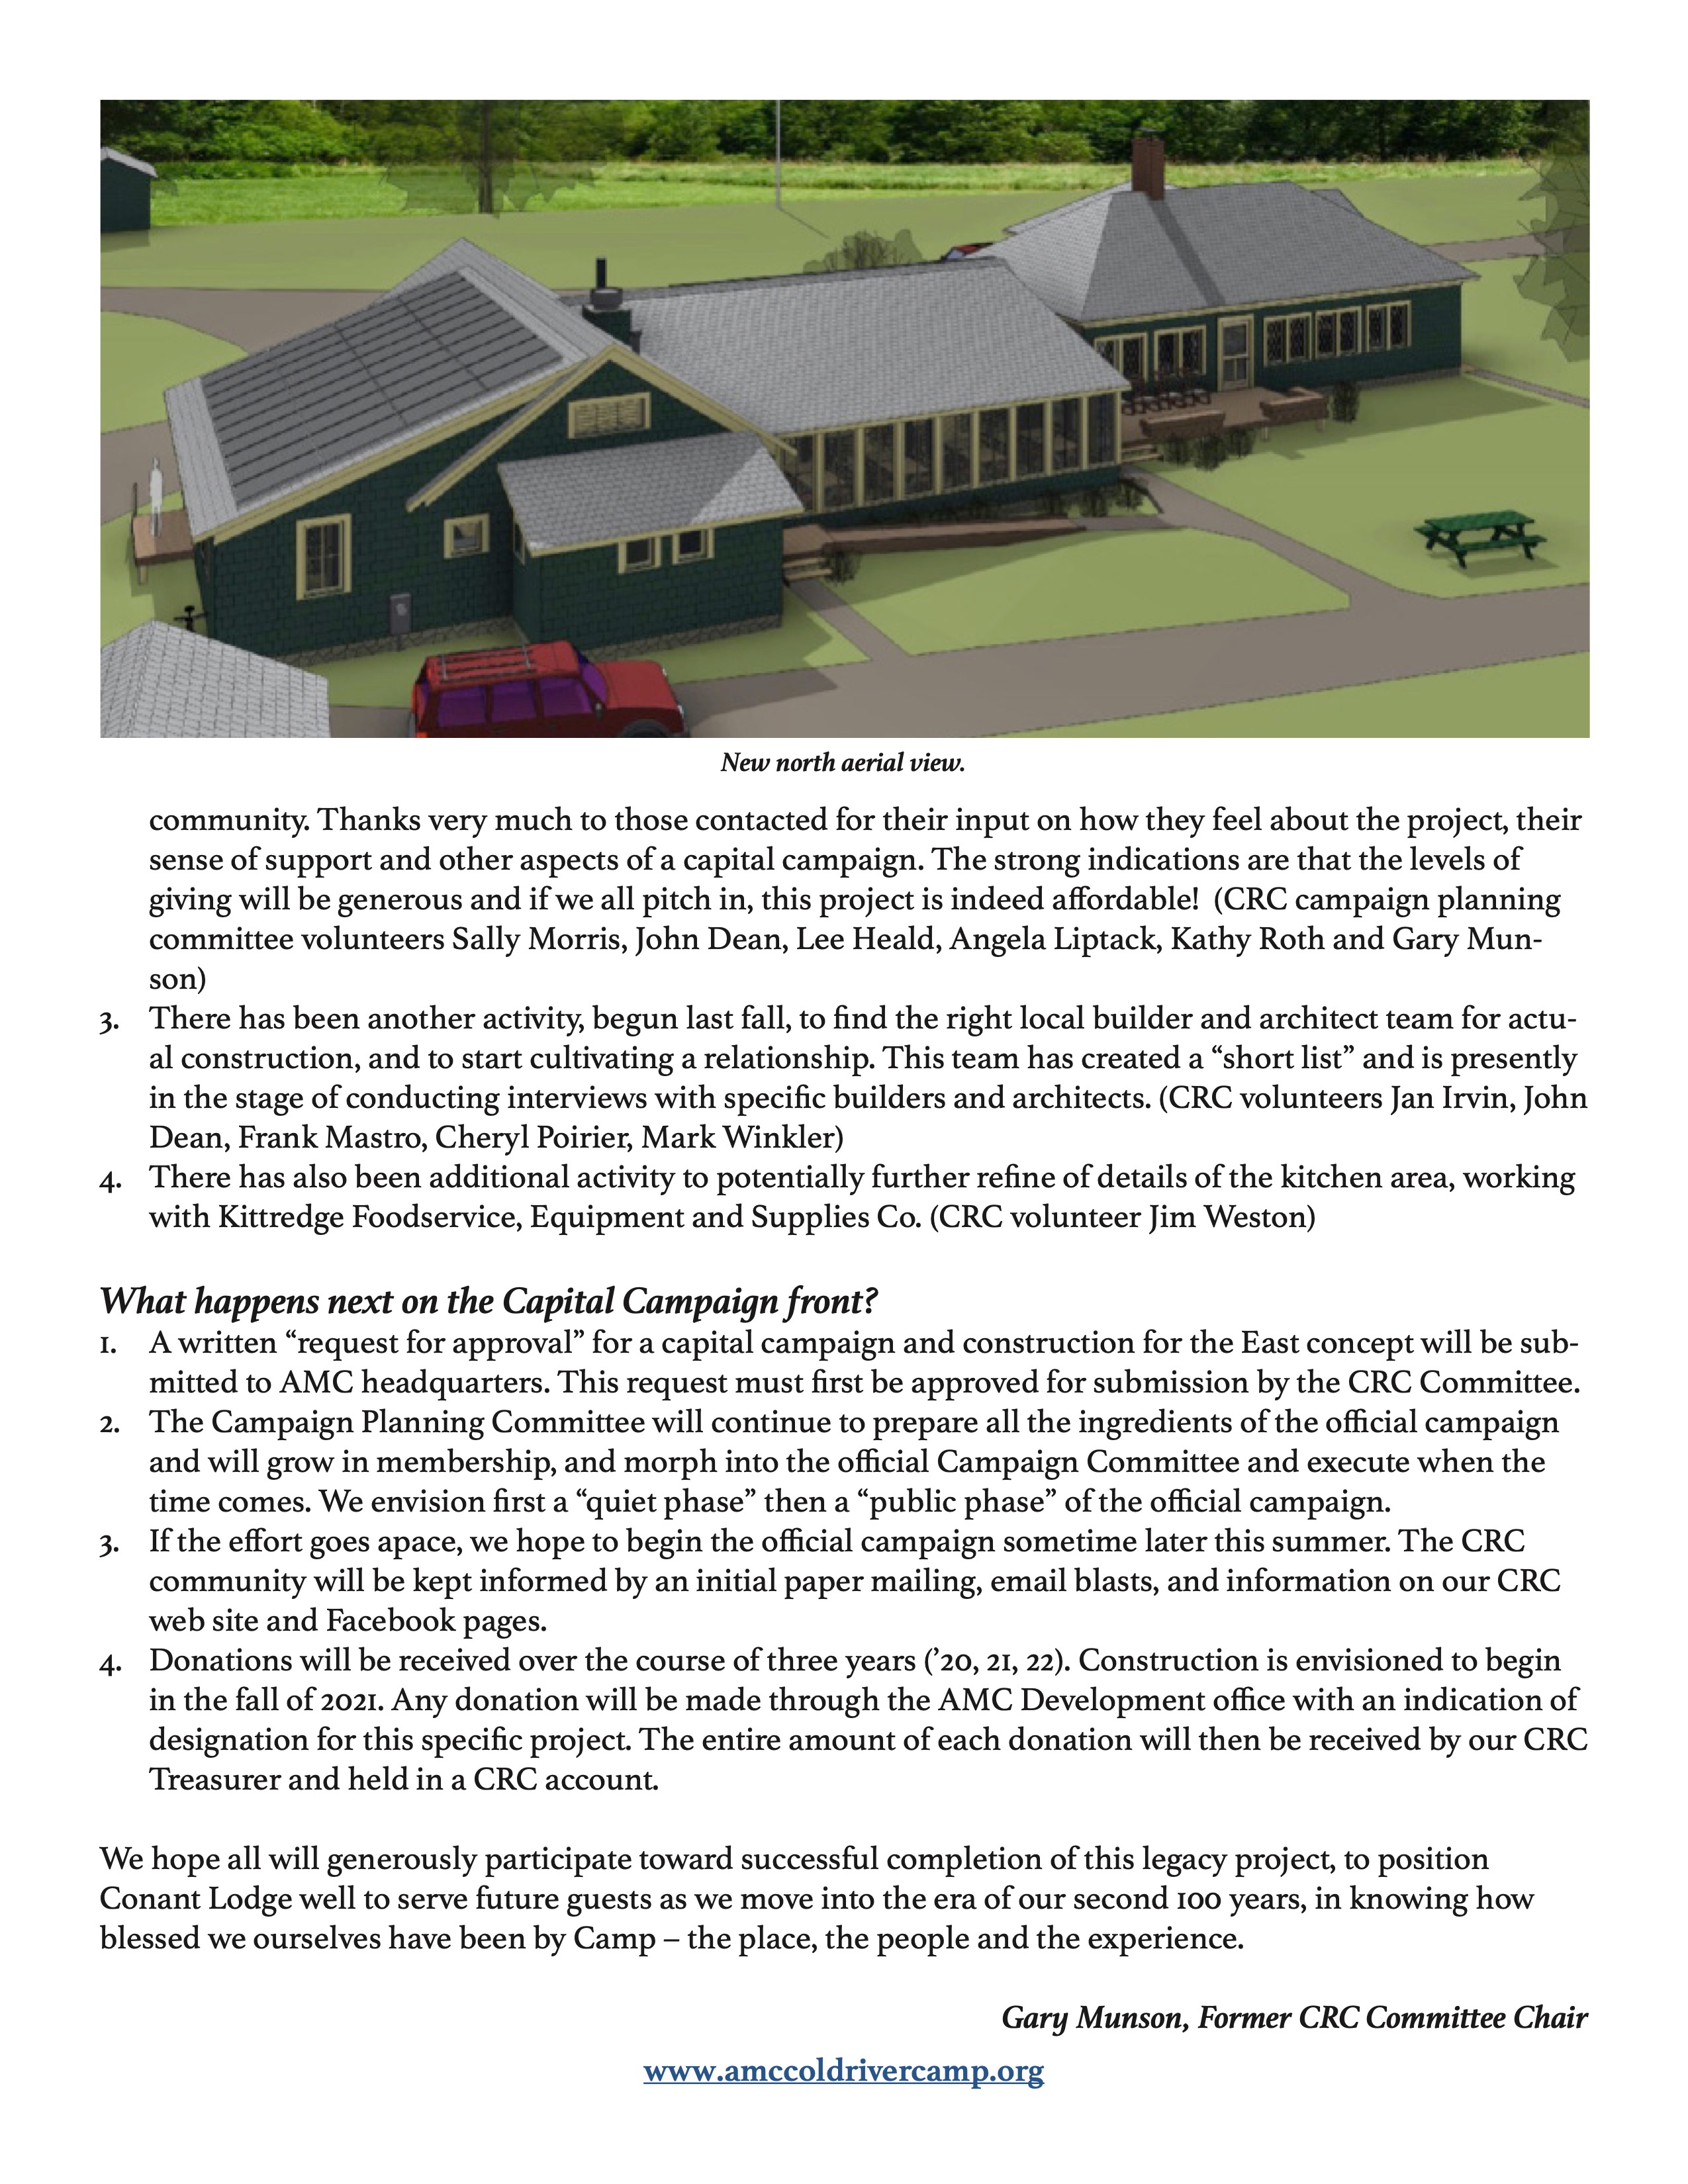 New north aerial view.
community. Thanks very much to those contacted for their input on how they feel about the project, their
sense of support and other aspects of a capital campaign. The strong indications are that the levels of
giving will be generous and if we all pitch in, this project is indeed affordable!  (CRC campaign planning
committee volunteers Sally Morris, John Dean, Lee Heald, Angela Liptack, Kathy Roth and Gary Mun-
son)
3. There has been another activity, begun last fall, to find the right local builder and architect team for actu-
al construction, and to start cultivating a relationship. This team has created a “short list” and is presently
in the stage of conducting interviews with specific builders and architects. (CRC volunteers Jan Irvin, John
Dean, Frank Mastro, Cheryl Poirier, Mark Winkler)
4. There has also been additional activity to potentially further refine of details of the kitchen area, working
with Kittredge Foodservice, Equipment and Supplies Co. (CRC volunteer Jim Weston)
What happens next on the Capital Campaign front?
1. A written “request for approval” for a capital campaign and construction for the East concept will be sub-
mitted to AMC headquarters. This request must first be approved for submission by the CRC Committee.
2. The Campaign Planning Committee will continue to prepare all the ingredients of the official campaign
and will grow in membership, and morph into the official Campaign Committee and execute when the
time comes. We envision first a “quiet phase” then a “public phase” of the official campaign.
3. If the effort goes apace, we hope to begin the official campaign sometime later this summer. The CRC
community will be kept informed by an initial paper mailing, email blasts, and information on our CRC
web site and Facebook pages.
4. Donations will be received over the course of three years (’20, 21, 22). Construction is envisioned to begin
in the fall of 2021. Any donation will be made through the AMC Development office with an indication of
designation for this specific project. The entire amount of each donation will then be received by our CRC
Treasurer and held in a CRC account.
We hope all will generously participate toward successful completion of this legacy project, to position
Conant Lodge well to serve future guests as we move into the era of our second 100 years, in knowing how
blessed we ourselves have been by Camp – the place, the people and the experience.
Gary Munson, Former CRC Committee Chair
www.amccoldrivercamp.org